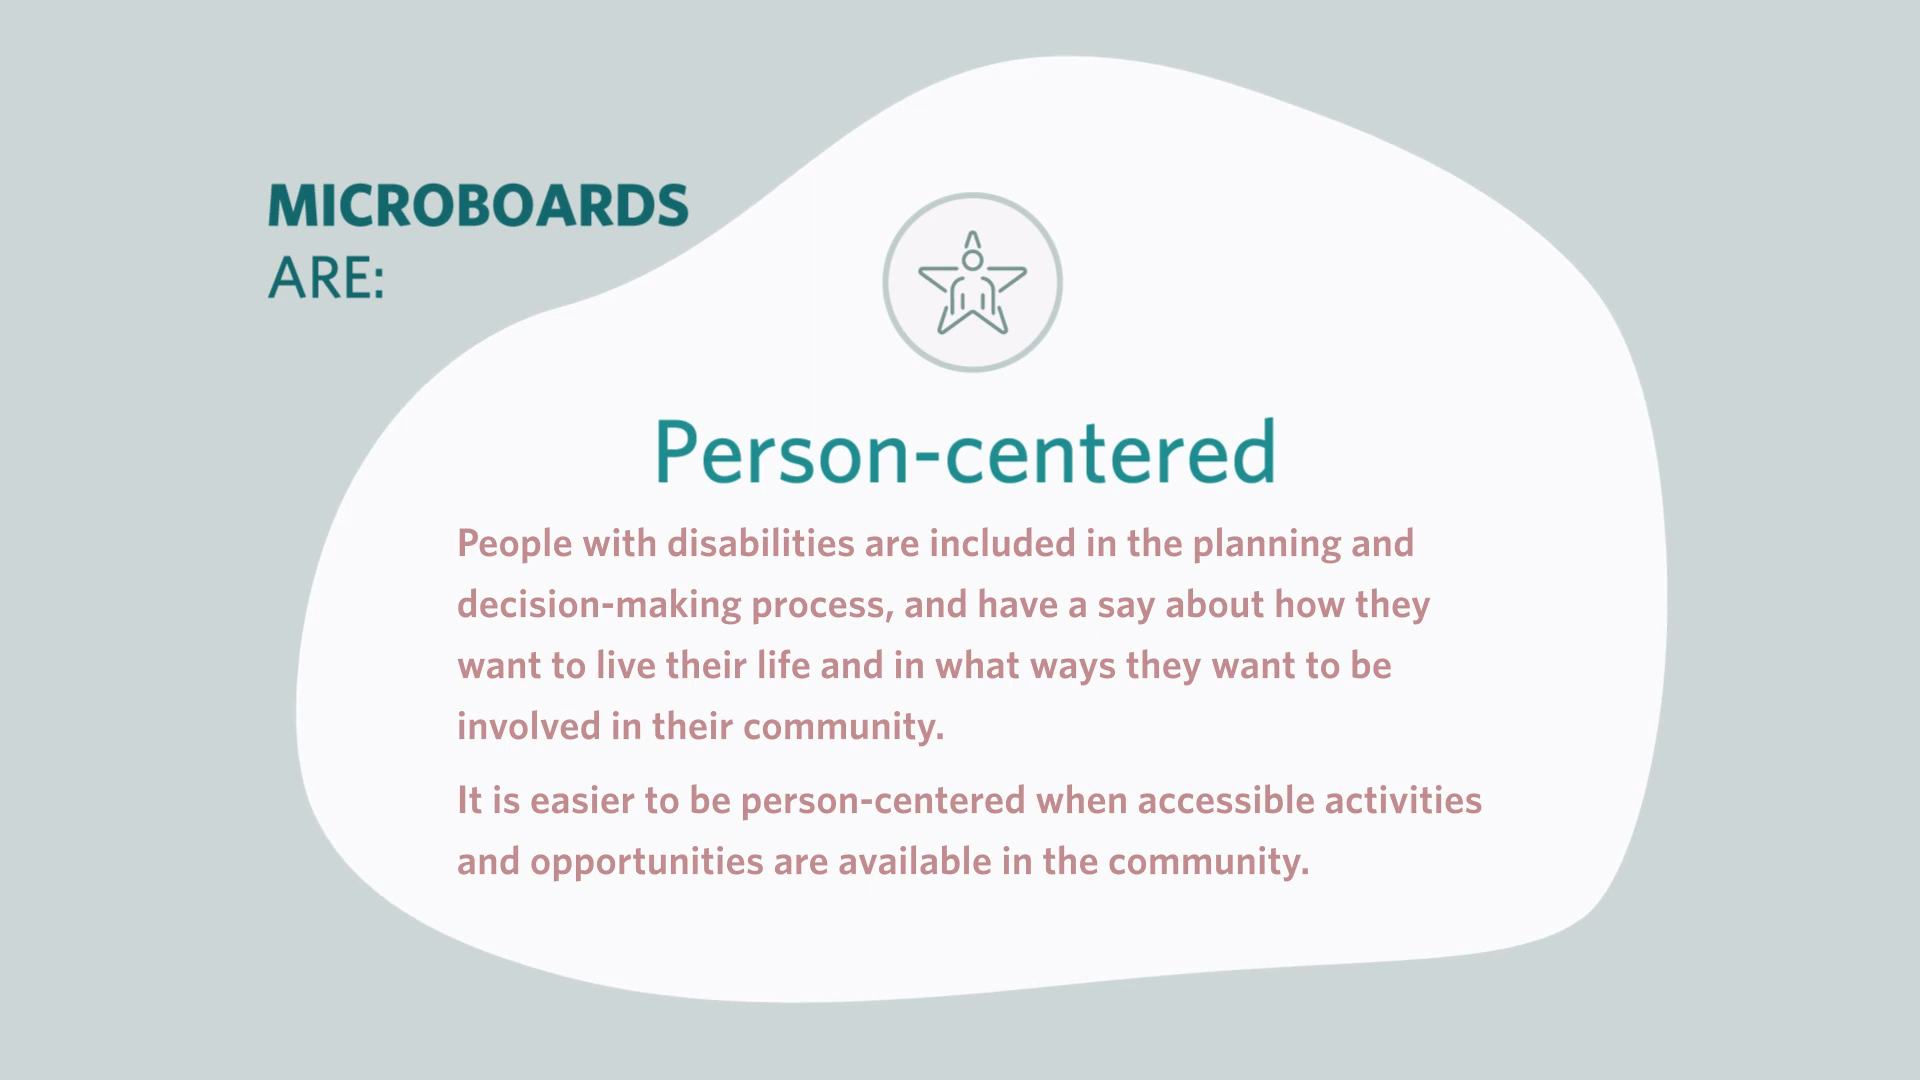 MICROBOARDS
ARE:
Person-centered
People with disabilities are included in the planning and
decision-making process, and have a say about how they
want to live their life and in what ways they want to be
involved in their community.
It is easier to be person-centered when accessible activities
and opportunities are available in the community.